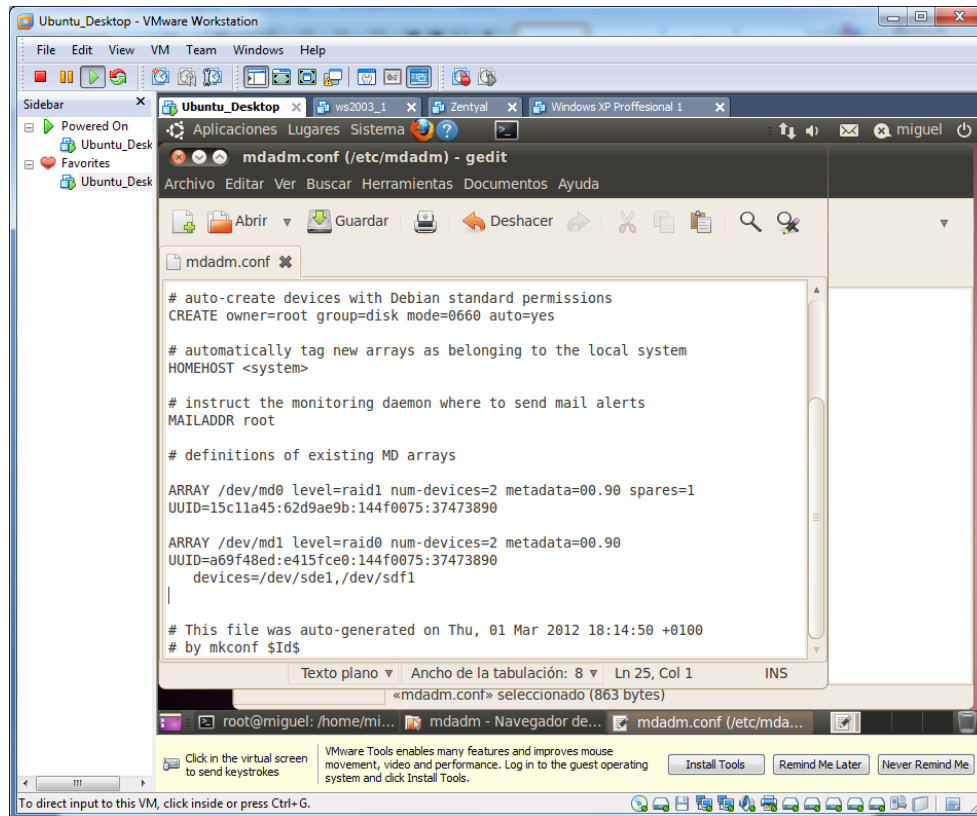 Ubuntu_Desktop - VMware Workstation
File Edit View VM Team Windows Help
Sidebar x
Ubuntu_Desktop x ws2003_1 x Zentyal x Windows XP Proffesional 1 x
Powered On
Ubuntu_Desk
Favorites
Ubuntu_Desk
Aplicaciones Lugares Sistema miguel
mdadm.conf (/etc/mdadm) - gedit
Archivo Editar Ver Buscar Herramientas Documentos Ayuda
Abrir Guardar Deshacer
mdadm.conf
# auto-create devices with Debian standard permissions
CREATE owner=root group=disk mode=0660 auto=yes
# automatically tag new arrays as belonging to the local system
HOMEHOST <system>
# instruct the monitoring daemon where to send mail alerts
MAILADDR root
# definitions of existing MD arrays
ARRAY /dev/md0 level=raid1 num-devices=2 metadata=00.90 spares=1
UUID=15c11a45:62d9ae9b:144f0075:37473890
ARRAY /dev/md1 level=raid0 num-devices=2 metadata=00.90
UUID=a69f48ed:e415fce0:144f0075:37473890
devices=/dev/sde1,/dev/sdf1
# This file was auto-generated on Thu, 01 Mar 2012 18:14:50 +0100
# by mkconf $Id$
Texto plano Ancho de la tabulación: 8 Ln 25, Col 1 INS
«mdadm.conf» seleccionado (863 bytes)
root@miguel: /home/mi... mdadm - Navegador de... mdadm.conf (/etc/mda...
Click in the virtual screen
to send keystrokes
VMware Tools enables many features and improves mouse
movement, video and performance. Log in to the guest operating
system and click Install Tools.
Install Tools Remind Me Later Never Remind Me
To direct input to this VM, click inside or press Ctrl+G.